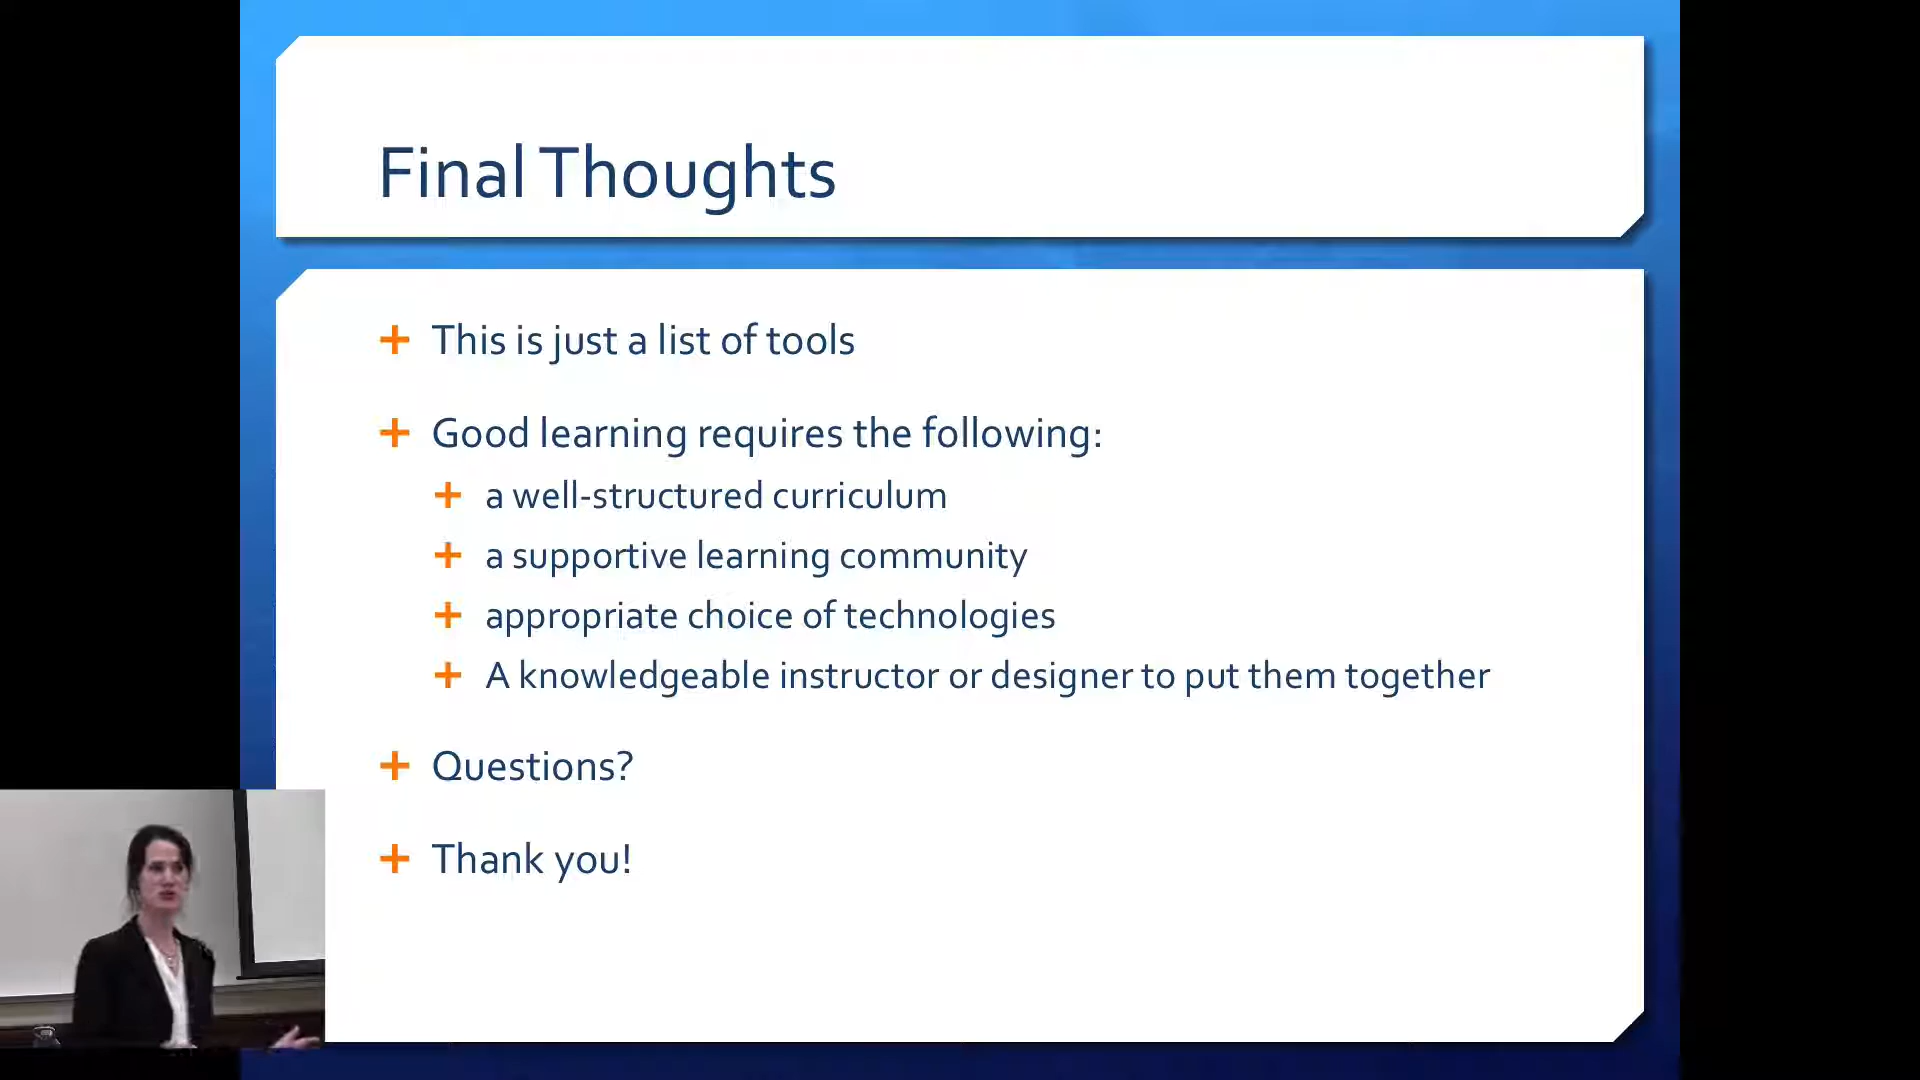 Final Thoughts
This is just a list of tools
Good learning requires the following:
a well-structured curriculum
a supportive learning community
appropriate choice of technologies
A knowledgeable instructor or designer to put them together
Questions?
Thank you!